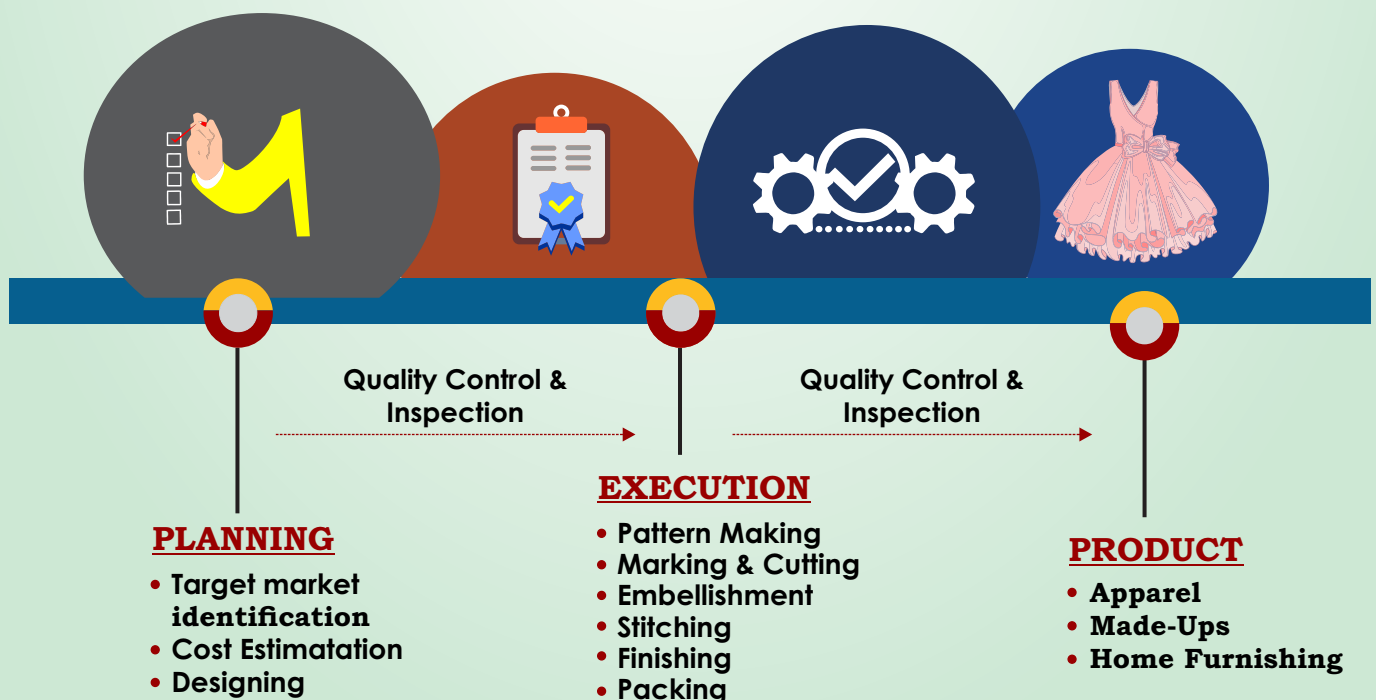 Quality Control &
Inspection
Quality Control &
Inspection
PLANNING
• Target market
identification
• Cost Estimatation
• Designing
EXECUTION
• Pattern Making
• Marking & Cutting
• Embellishment
• Stitching
• Finishing
• Packing
PRODUCT
• Apparel
• Made-Ups
• Home Furnishing